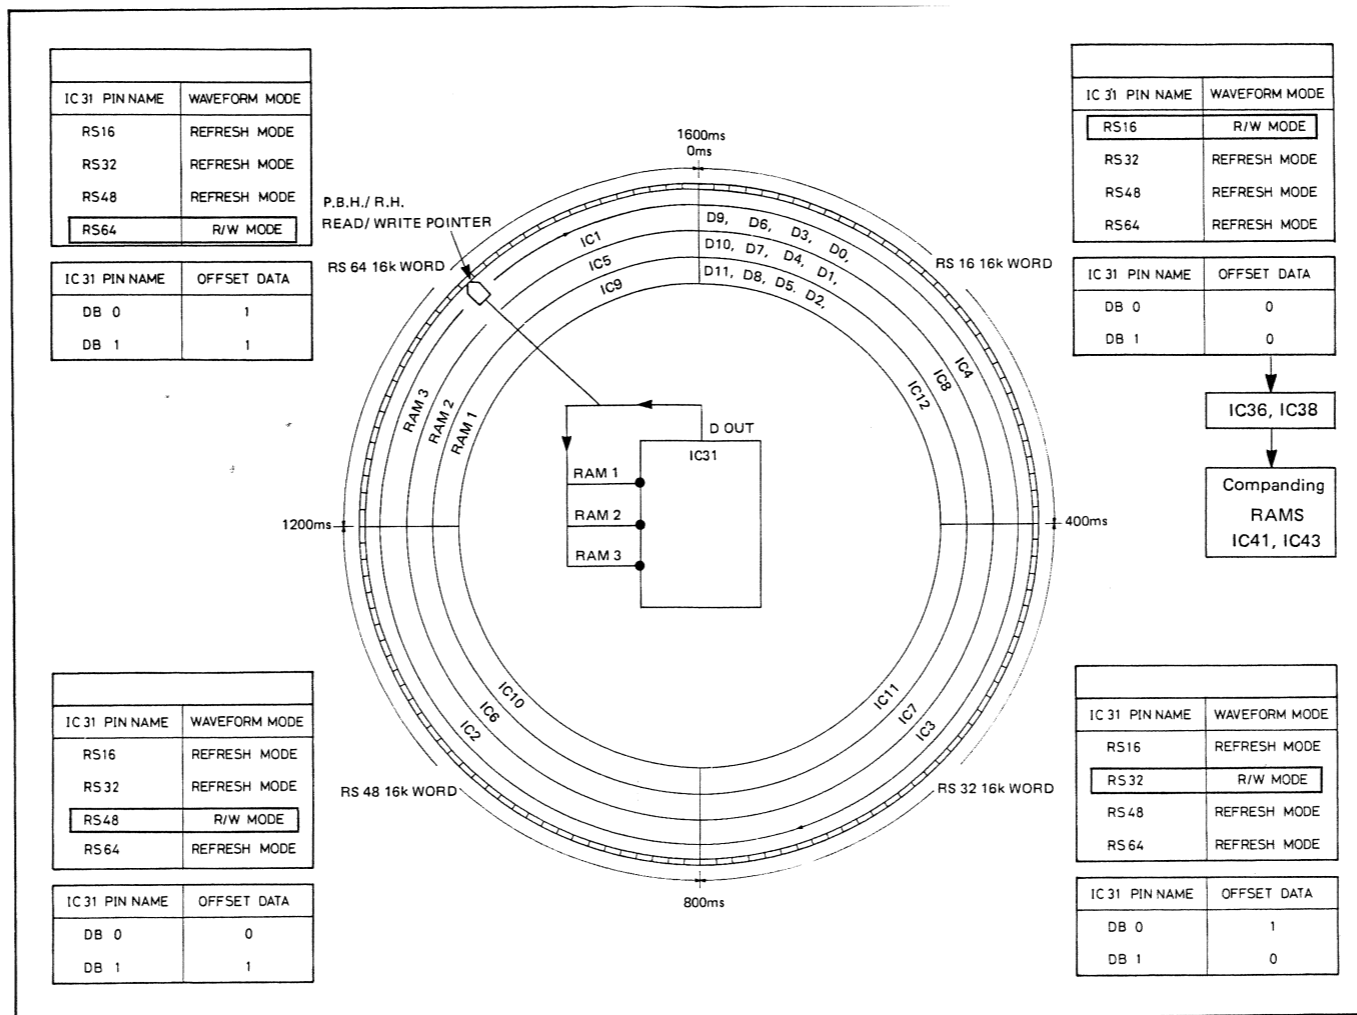 IC 31 PIN NAME WAVEFORM MODE
RS16 REFRESH MODE
RS32 REFRESH MODE
RS48 REFRESH MODE
RS64 R/W MODE
IC 31 PIN NAME OFFSET DATA
DB 0 1
DB 1 1
IC 31 PIN NAME WAVEFORM MODE
RS16 R/W MODE
RS32 REFRESH MODE
RS48 REFRESH MODE
RS64 REFRESH MODE
IC 31 PIN NAME OFFSET DATA
DB 0 0
DB 1 0
IC36, IC38
Companding
RAMS
IC41, IC43
1600ms
0ms
P.B.H./ R.H.
READ/ WRITE POINTER
RS 64 16k WORD
RS 16 16k WORD
IC1
IC5
IC9
D9, D6, D3, D0,
D10, D7, D4, D1,
D11, D8, D5. D2,
IC4
IC8
IC12
RAM 3
RAM 2
RAM 1
D OUT
IC31
RAM 1
RAM 2
RAM 3
1200ms
400ms
IC10
IC6
IC2
IC11
IC7
IC3
RS 48 16k WORD
RS 32 16k WORD
800ms
IC 31 PIN NAME WAVEFORM MODE
RS16 REFRESH MODE
RS32 REFRESH MODE
RS48 R/W MODE
RS64 REFRESH MODE
IC 31 PIN NAME OFFSET DATA
DB 0 0
DB 1 1
IC 31 PIN NAME WAVEFORM MODE
RS16 REFRESH MODE
RS32 R/W MODE
RS48 REFRESH MODE
RS64 REFRESH MODE
IC 31 PIN NAME OFFSET DATA
DB 0 1
DB 1 0